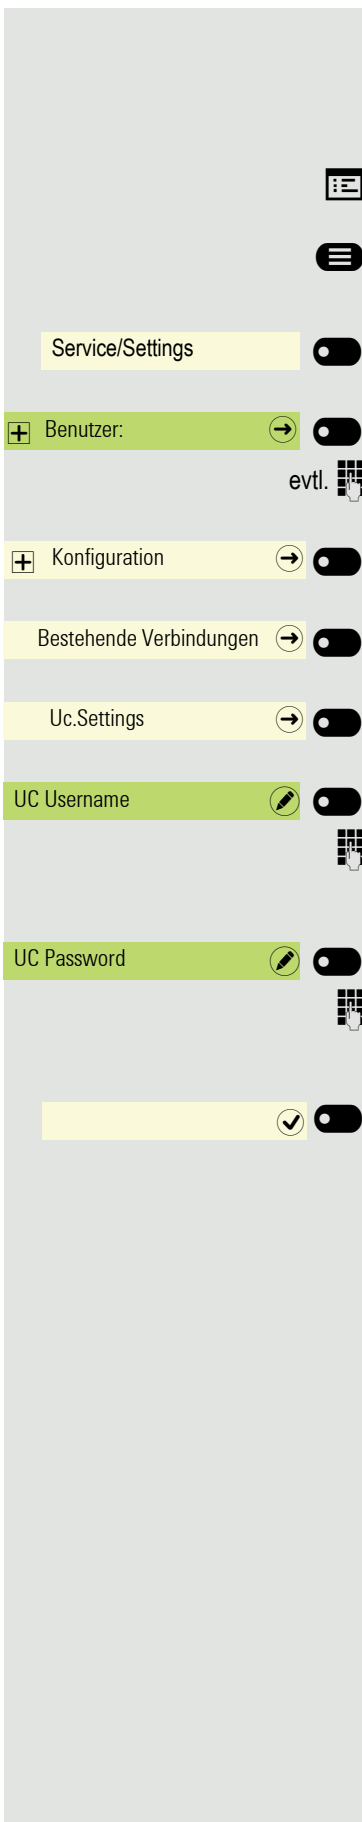 Service/Settings
Benutzer:
evtl.
Konfiguration
Bestehende Verbindungen
Uc.Settings
UC Username
UC Password